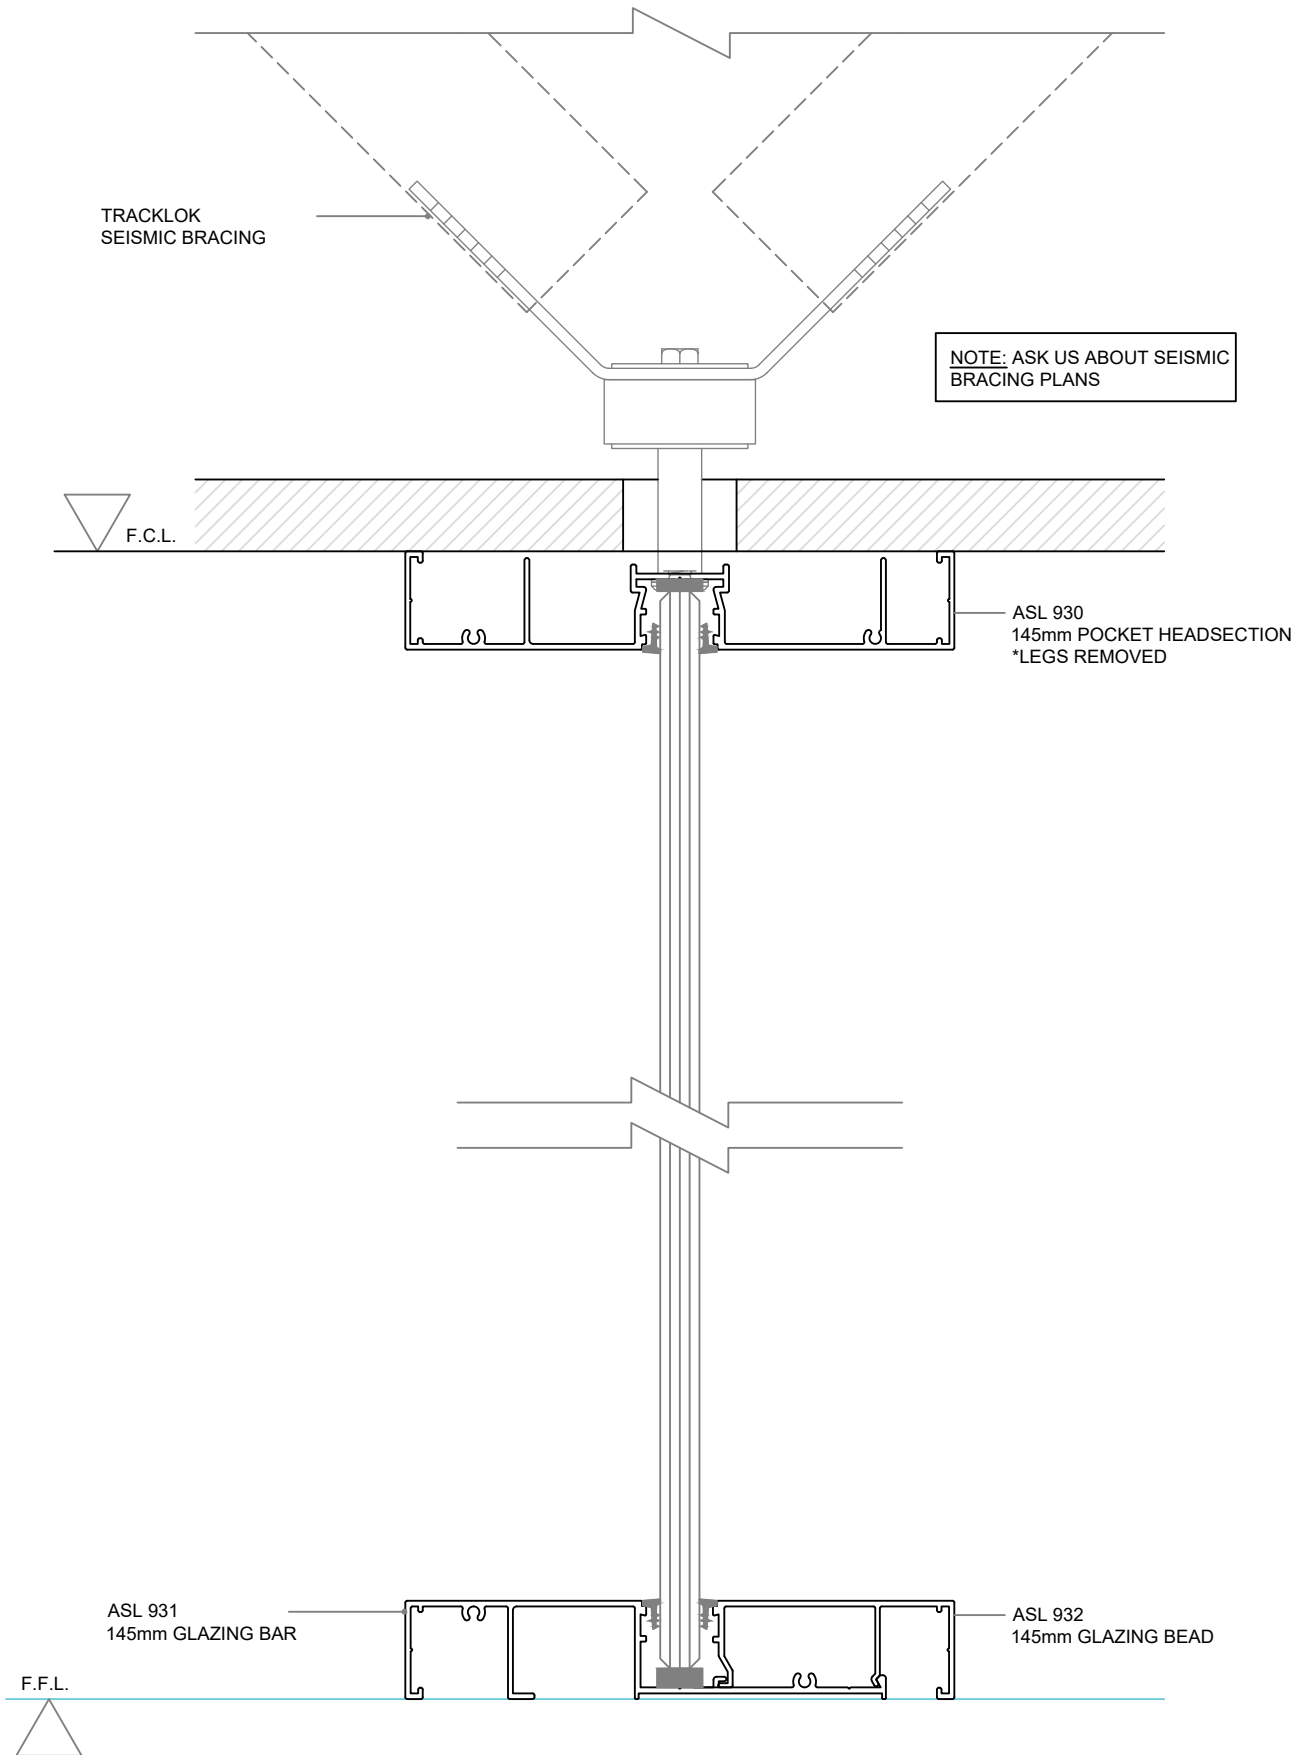 TRACKLOK
SEISMIC BRACING
NOTE: ASK US ABOUT SEISMIC
BRACING PLANS
F.C.L.
ASL 930
145mm POCKET HEADSECTION
*LEGS REMOVED
ASL 931
145mm GLAZING BAR
ASL 932
145mm GLAZING BEAD
F.F.L.